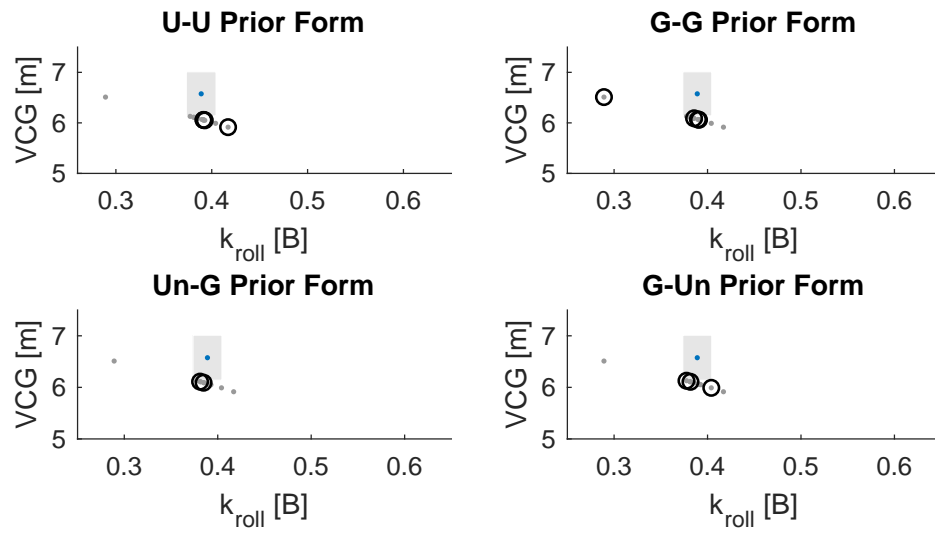 U-U Prior Form
VCG [m]
7
6
5
0.3 0.4 0.5 0.6
k_roll [B]
G-G Prior Form
VCG [m]
7
6
5
0.3 0.4 0.5 0.6
k_roll [B]
Un-G Prior Form
VCG [m]
7
6
5
0.3 0.4 0.5 0.6
k_roll [B]
G-Un Prior Form
VCG [m]
7
6
5
0.3 0.4 0.5 0.6
k_roll [B]